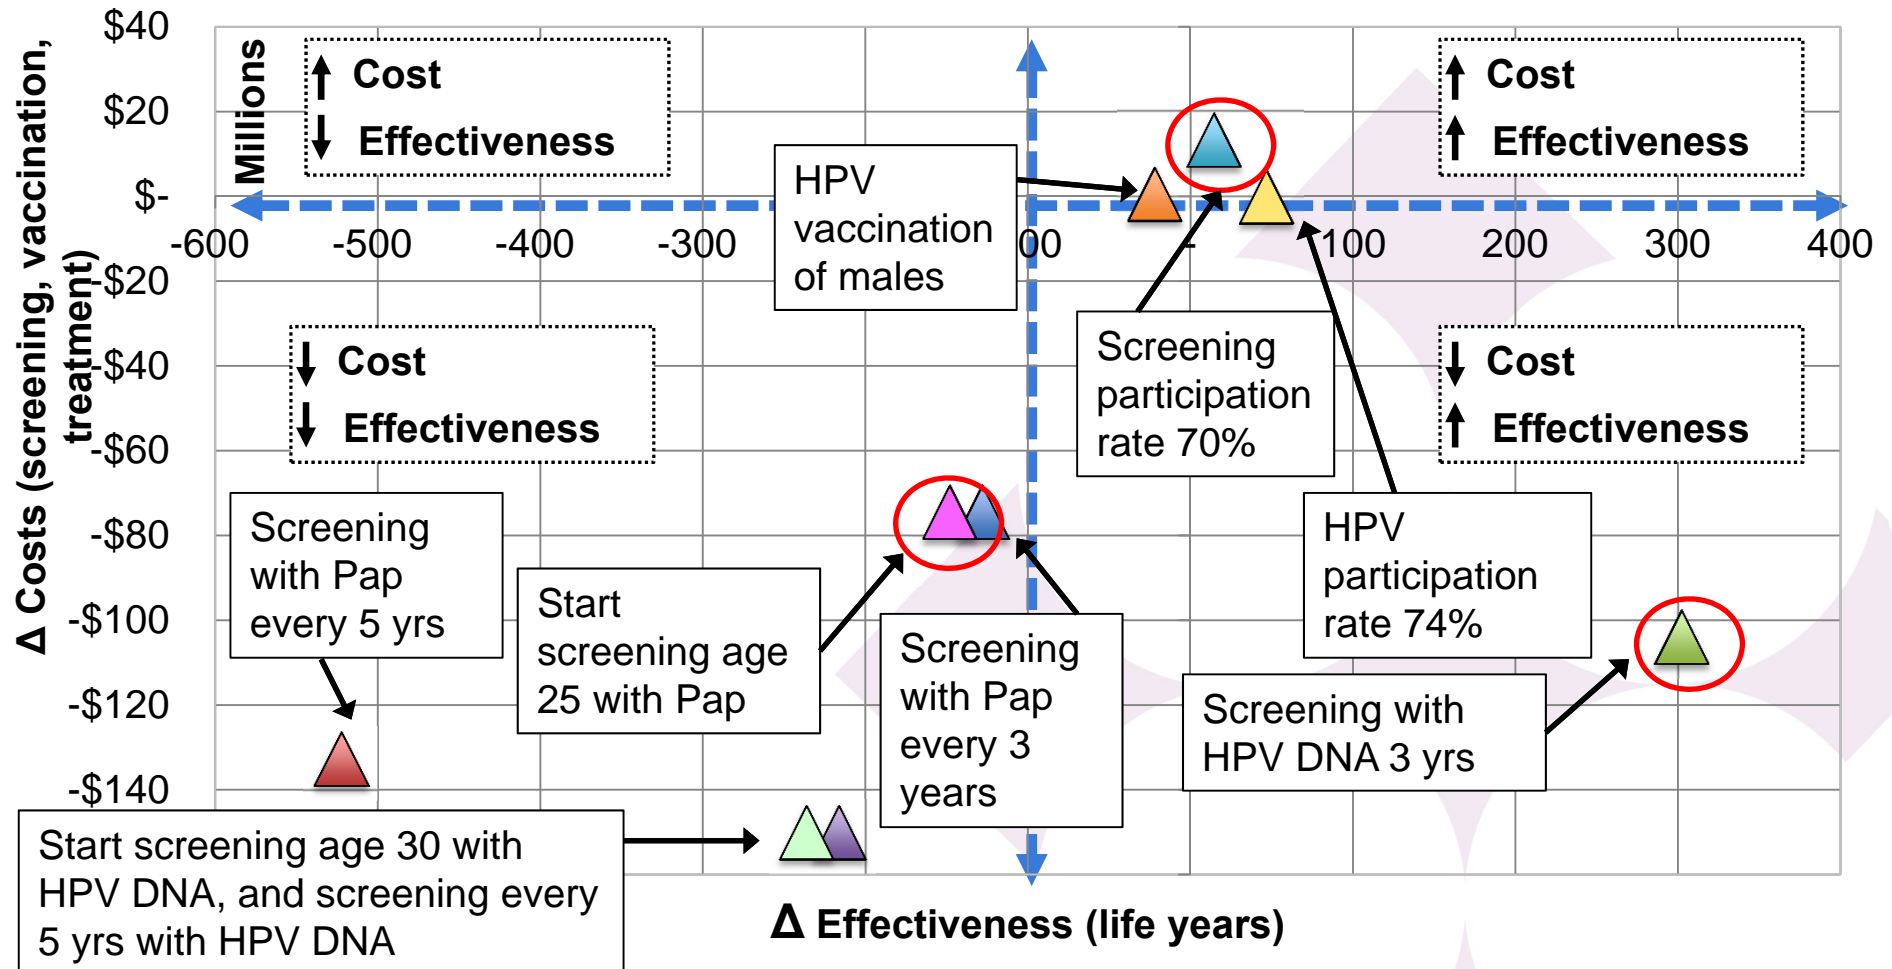 Δ Costs (screening, vaccination,
treatment)
$40
$20
$-
-$20
-$40
-$60
-$80
-$100
-$120
-$140
Millions
↑ Cost
↓ Effectiveness
↑ Cost
↑ Effectiveness
↓ Cost
↓ Effectiveness
↓ Cost
↑ Effectiveness
-600
-500
-400
-300
00
-
100
200
300
400
HPV
vaccination
of males
Screening
participation
rate 70%
HPV
participation
rate 74%
Screening
with Pap
every 5 yrs
Start
screening age
25 with Pap
Screening
with Pap
every 3
years
Screening with
HPV DNA 3 yrs
Start screening age 30 with
HPV DNA, and screening every
5 yrs with HPV DNA
Δ Effectiveness (life years)